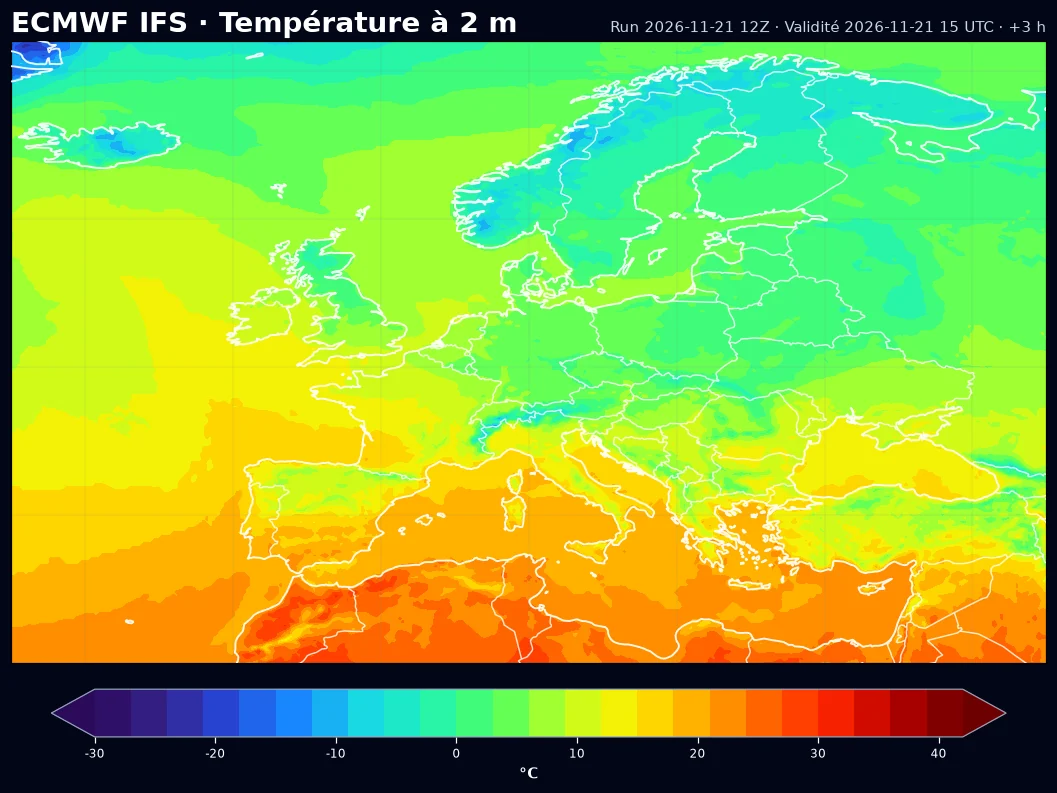 ECMWF IFS · Température à 2 m
Run 2026-11-21 12Z · Validité 2026-11-21 15 UTC · +3 h
-30 -20 -10 0 10 20 30 40
°C